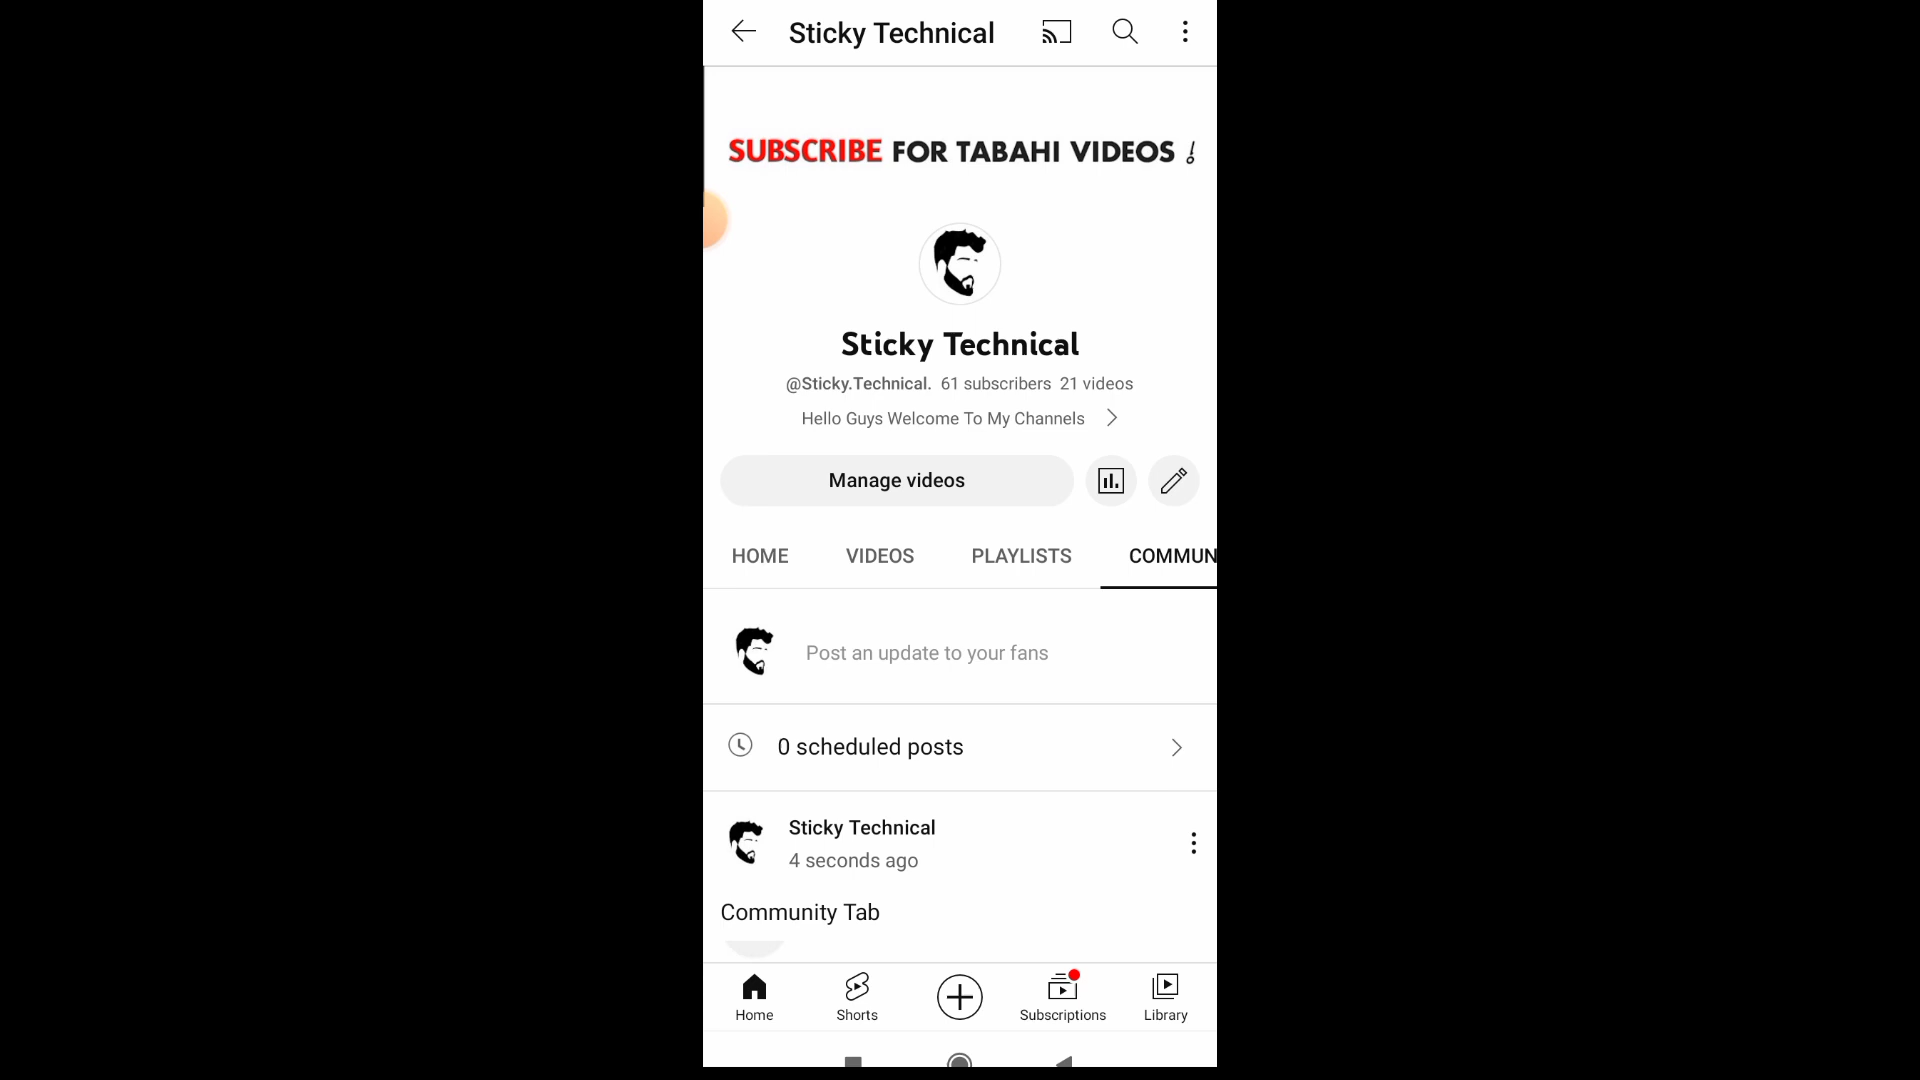 Sticky Technical
SUBSCRIBE FOR TABAHI VIDEOS
Sticky Technical
@Sticky.Technical. 61 subscribers 21 videos
Hello Guys Welcome To My Channels
Manage videos
HOME VIDEOS PLAYLISTS COMMUN
Post an update to your fans
0 scheduled posts
Sticky Technical
4 seconds ago
Community Tab
Home Shorts Subscriptions Library